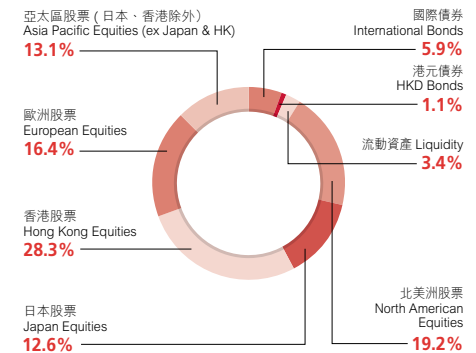 亞太區股票 ( 日本、香港除外)
Asia Pacific Equities (ex Japan & HK)
13.1%
歐洲股票
European Equities
16.4%
香港股票
Hong Kong Equities
28.3%
日本股票
Japan Equities
12.6%
國際債券
International Bonds
5.9%
港元債券
HKD Bonds
1.1%
流動資產 Liquidity
3.4%
北美洲股票
North American
Equities
19.2%